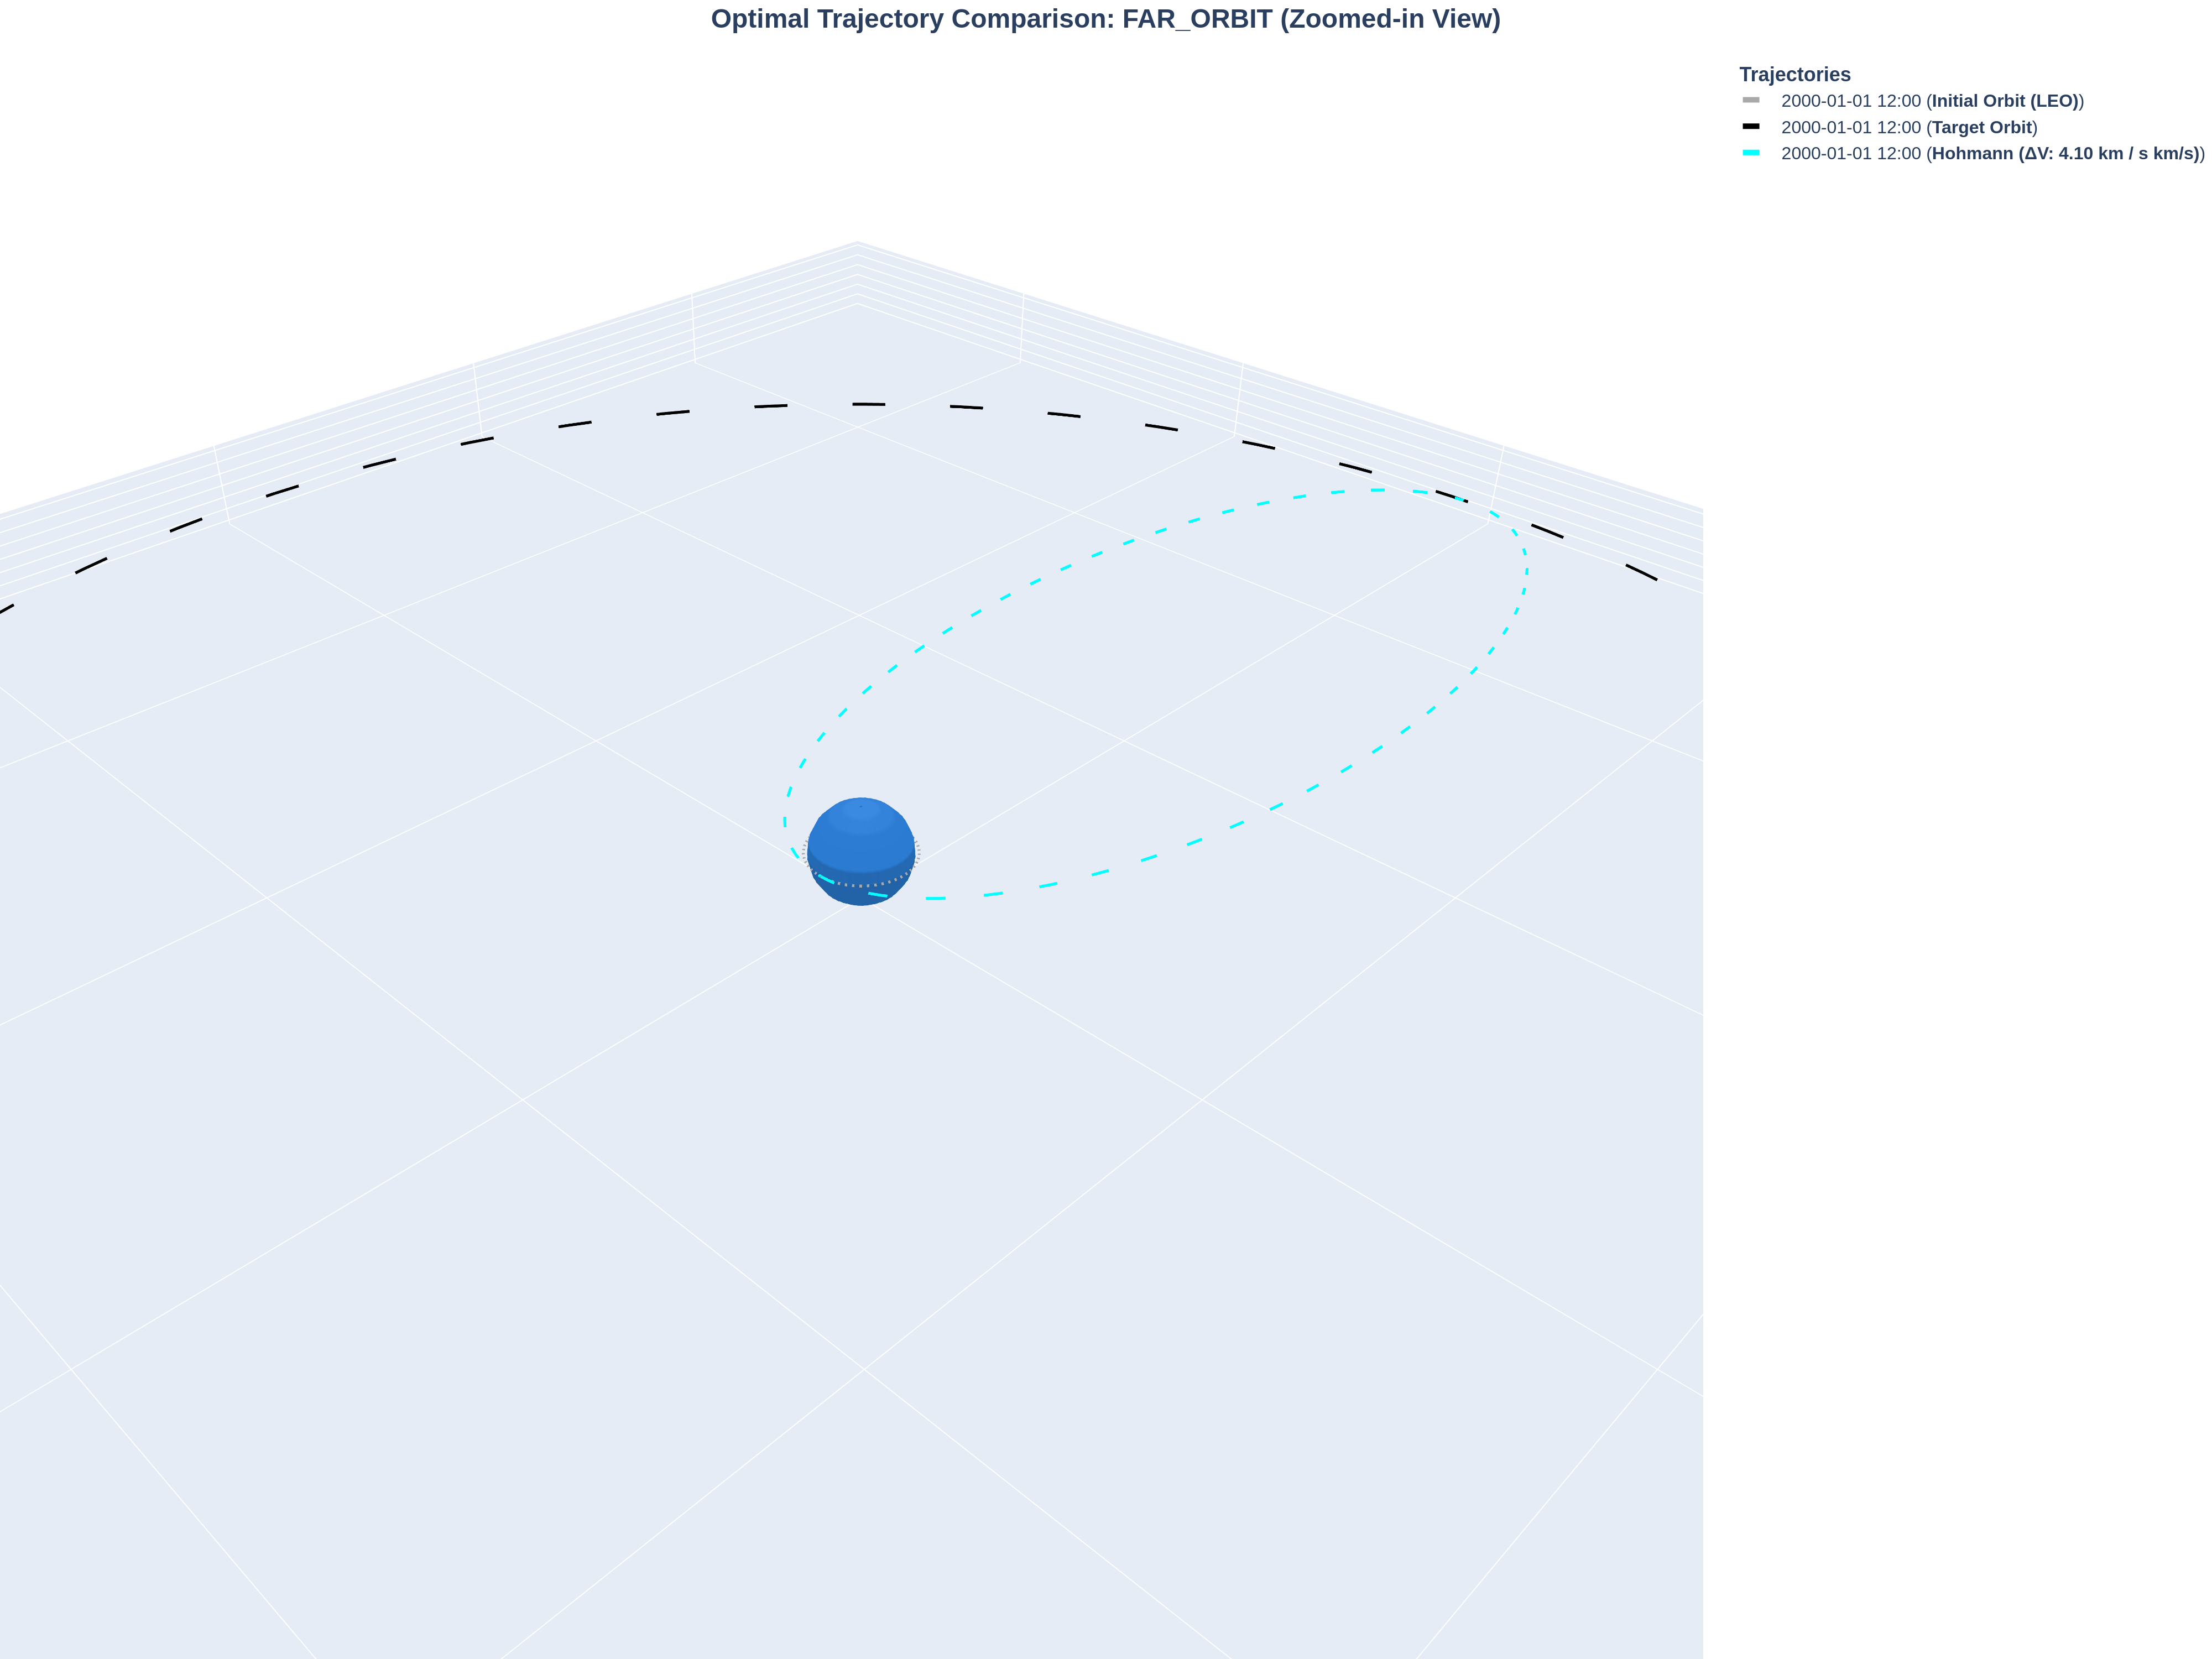 Optimal Trajectory Comparison: FAR_ORBIT (Zoomed-in View)
Trajectories
2000-01-01 12:00 (Initial Orbit (LEO))
2000-01-01 12:00 (Target Orbit)
2000-01-01 12:00 (Hohmann (ΔV: 4.10 km / s km/s))